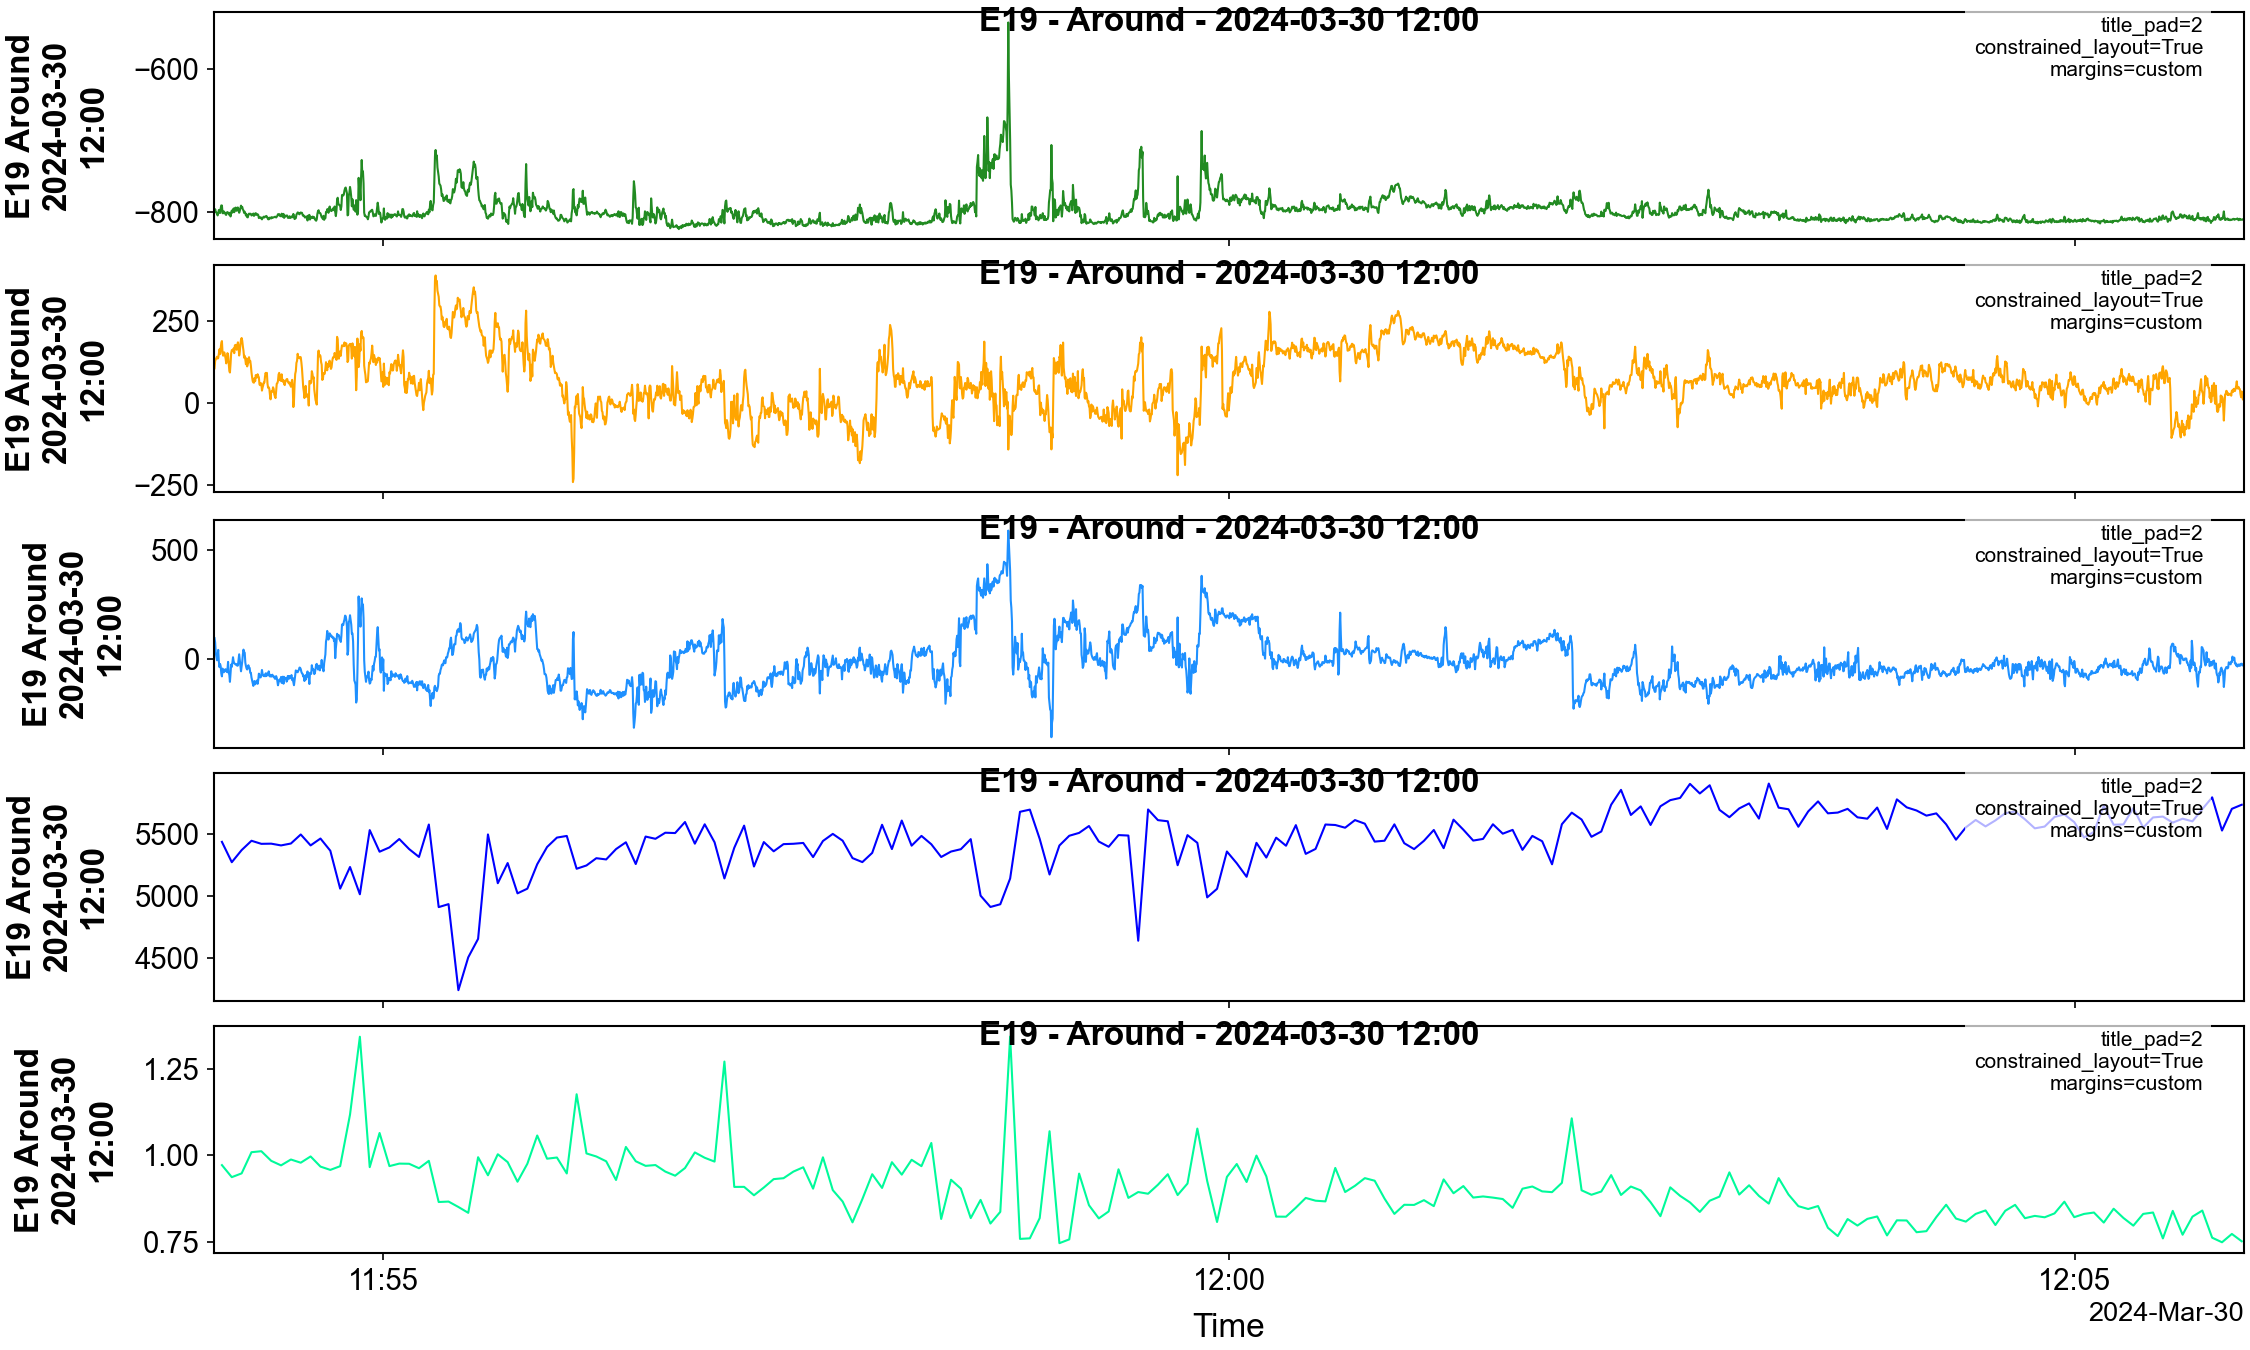 E19 - Around - 2024-03-30 12:00
title_pad=2
constrained_layout=True
margins=custom
E19 Around
2024-03-30
12:00
−600
−800
E19 - Around - 2024-03-30 12:00
title_pad=2
constrained_layout=True
margins=custom
E19 Around
2024-03-30
12:00
250
0
−250
E19 - Around - 2024-03-30 12:00
title_pad=2
constrained_layout=True
margins=custom
E19 Around
2024-03-30
12:00
500
0
E19 - Around - 2024-03-30 12:00
title_pad=2
constrained_layout=True
margins=custom
E19 Around
2024-03-30
12:00
5500
5000
4500
E19 - Around - 2024-03-30 12:00
title_pad=2
constrained_layout=True
margins=custom
E19 Around
2024-03-30
12:00
1.25
1.00
0.75
11:55
12:00
12:05
2024-Mar-30
Time